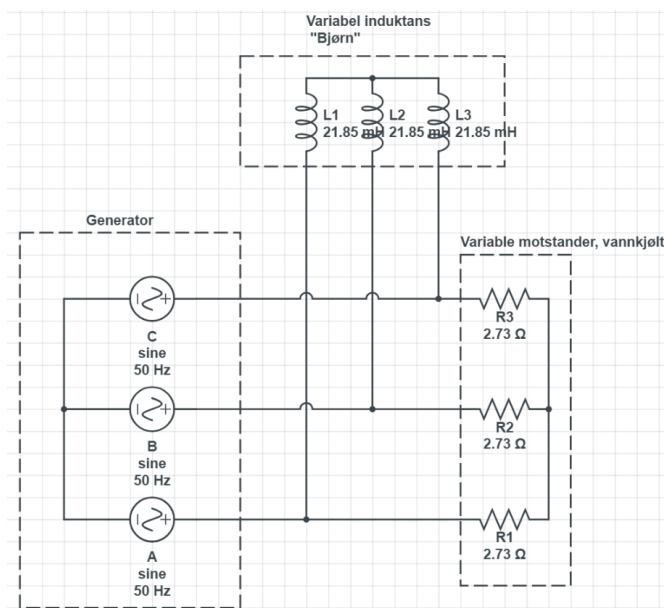 Variabel induktans
"Bjørn"
L1
21.85 mH
L2
21.85 mH
L3
21.85 mH
Generator
Variable motstander, vannkjølt
C
sine
50 Hz
R3
2.73 Ω
B
sine
50 Hz
R2
2.73 Ω
A
sine
50 Hz
R1
2.73 Ω